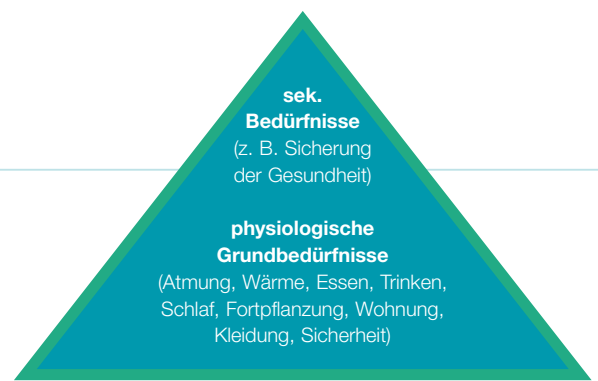 sek.
Bedürfnisse
(z. B. Sicherung
der Gesundheit)
physiologische
Grundbedürfnisse
(Atmung, Wärme, Essen, Trinken,
Schlaf, Fortpflanzung, Wohnung,
Kleidung, Sicherheit)